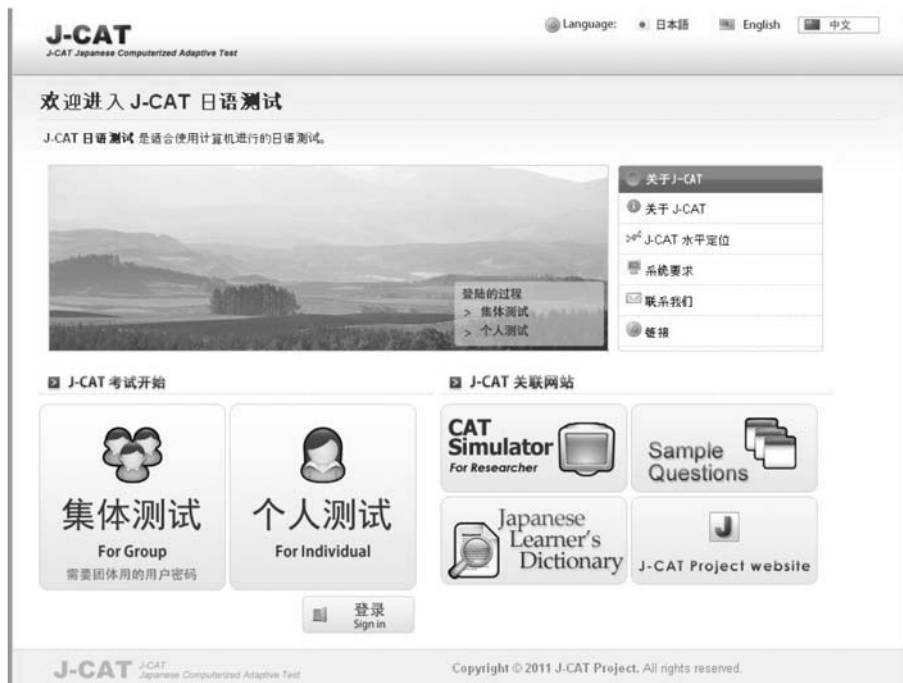 J-CAT
J-CAT Japanese Computerized Adaptive Test
Language: 日本語 English 中文
欢迎进入 J-CAT 日语测试
J-CAT 日语测试 是适合使用计算机进行的日语测试。
关于J-CAT
关于 J-CAT
J-CAT 水平定位
系统要求
联系我们
链接
登陆的过程
> 集体测试
> 个人测试
J-CAT 考试开始
集体测试
For Group
需要团体用的用户密码
个人测试
For Individual
登录
Sign in
J-CAT 关联网站
CAT
Simulator
For Researcher
Sample
Questions
Japanese
Learner's
Dictionary
J
J-CAT Project website
J-CAT J-CAT
Japanese Computerized Adaptive Test
Copyright © 2011 J-CAT Project. All rights reserved.